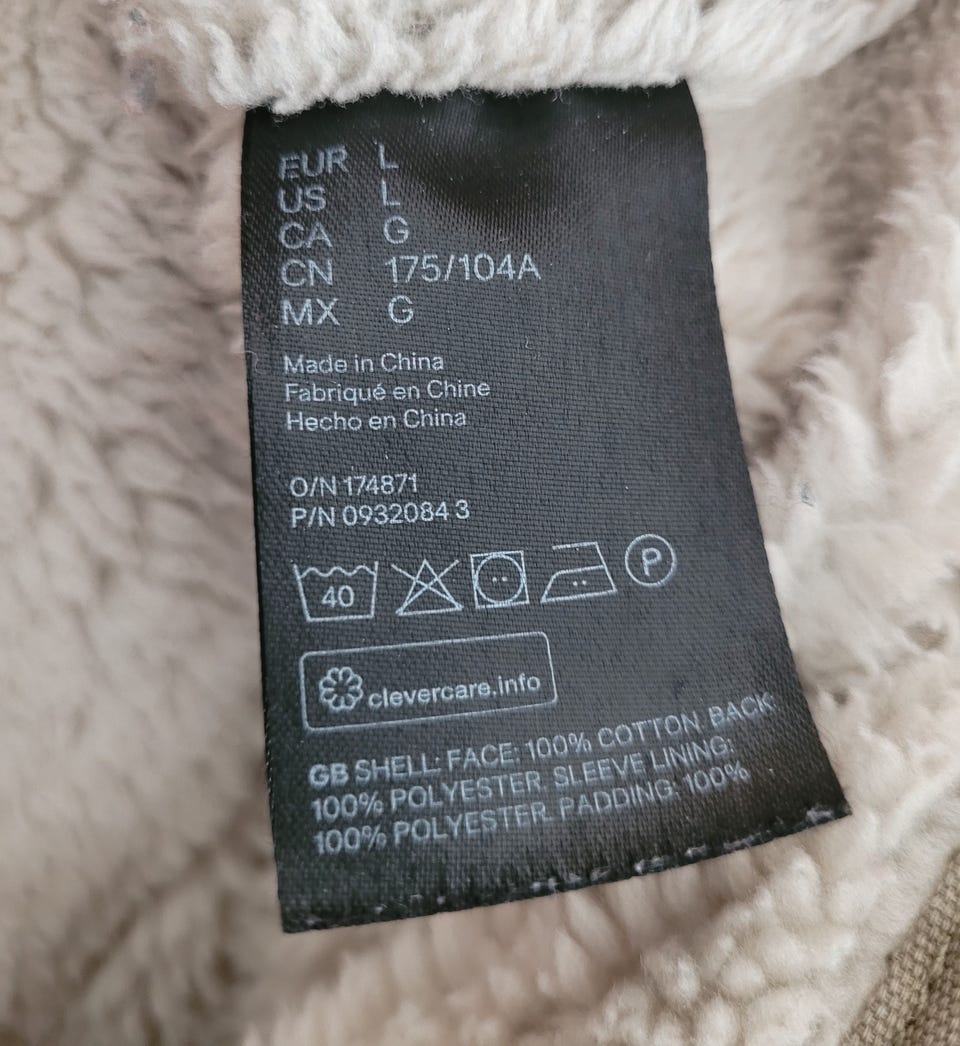 EUR L
US L
CA G
CN 175/104A
MX G
Made in China
Fabriqué en Chine
Hecho en China
O/N 174871
P/N 0932084 3
40 P
clevercare.info
GB SHELL: FACE: 100% COTTON. BACK:
100% POLYESTER. SLEEVE LINING:
100% POLYESTER. PADDING: 100%